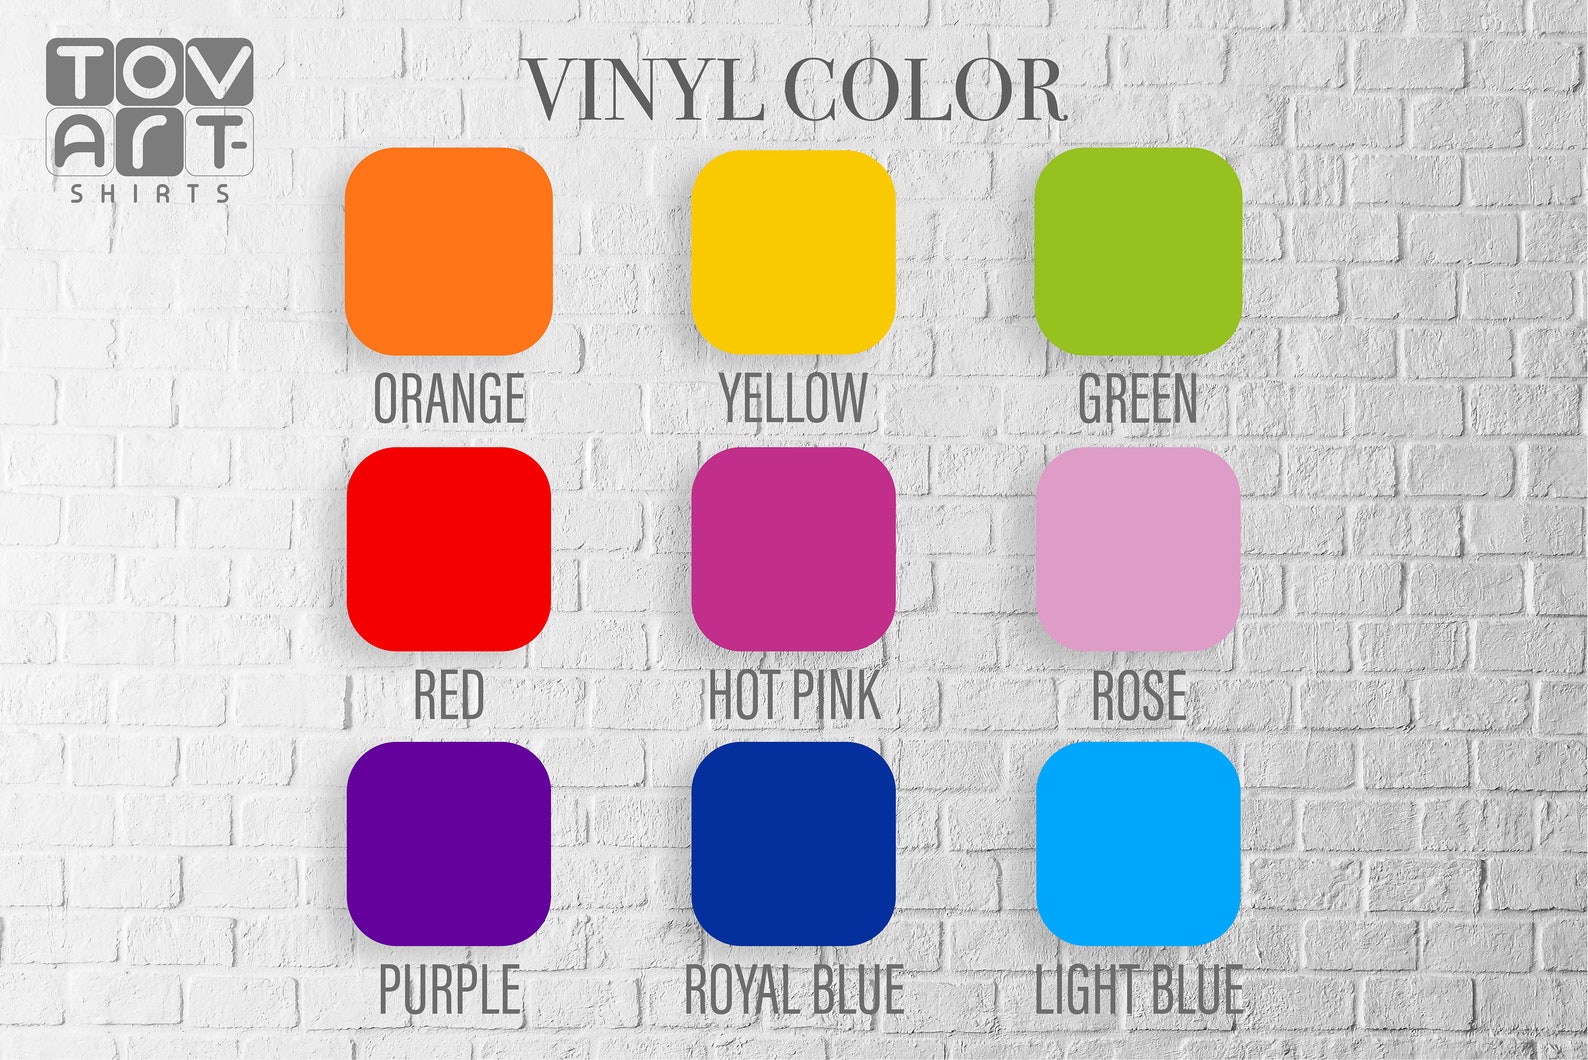 TOV
ART-
SHIRTS
VINYL COLOR
ORANGE
YELLOW
GREEN
RED
HOT PINK
ROSE
PURPLE
ROYAL BLUE
LIGHT BLUE